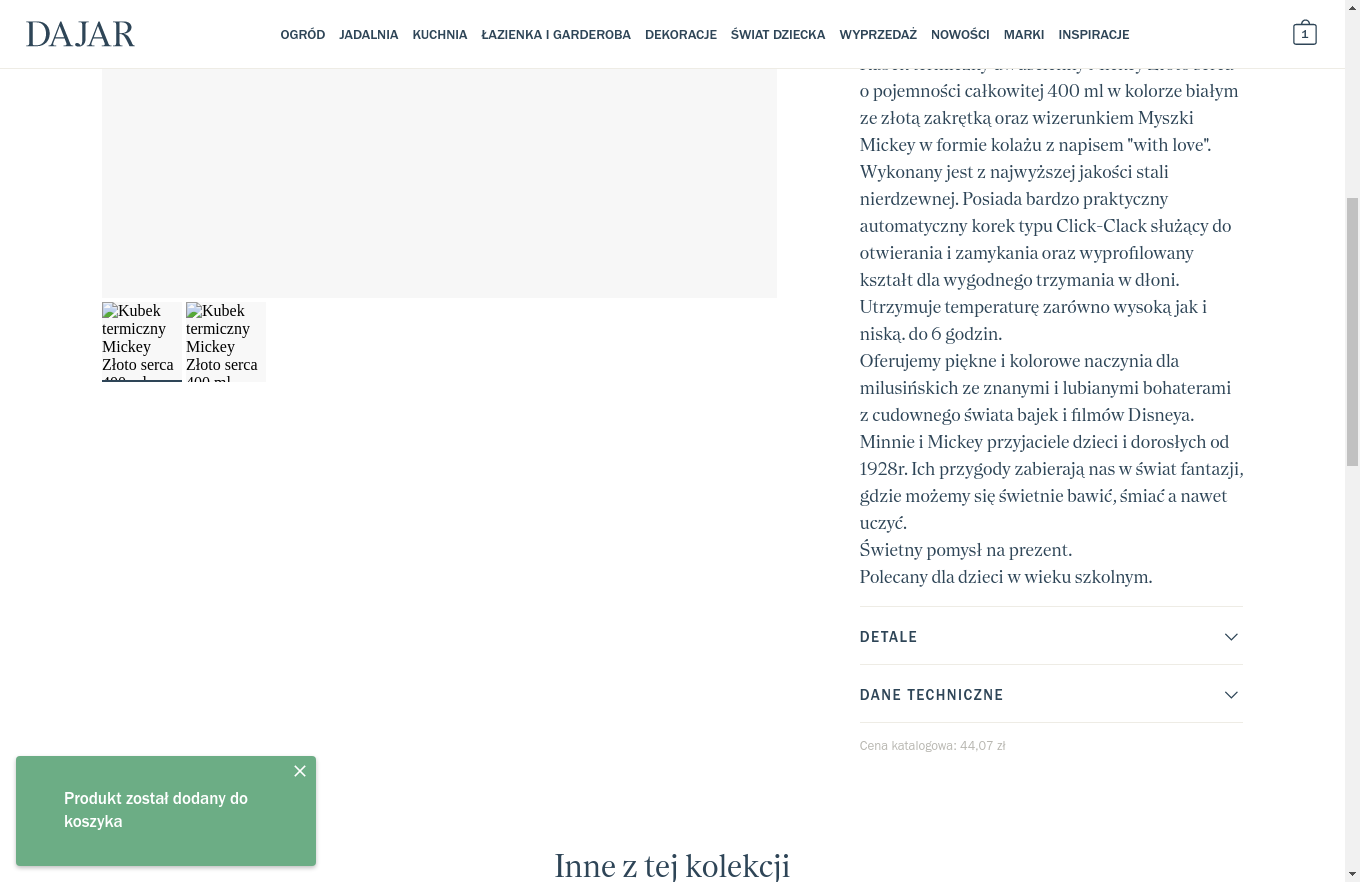 DAJAR
OGRÓD JADALNIA KUCHNIA ŁAZIENKA I GARDEROBA DEKORACJE ŚWIAT DZIECKA WYPRZEDAŻ NOWOŚCI MARKI INSPIRACJE
1
o pojemności całkowitej 400 ml w kolorze białym
ze złotą zakrętką oraz wizerunkiem Myszki
Mickey w formie kolażu z napisem "with love".
Wykonany jest z najwyższej jakości stali
nierdzewnej. Posiada bardzo praktyczny
automatyczny korek typu Click-Clack służący do
otwierania i zamykania oraz wyprofilowany
kształt dla wygodnego trzymania w dłoni.
Utrzymuje temperaturę zarówno wysoką jak i
niską. do 6 godzin.
Oferujemy piękne i kolorowe naczynia dla
milusińskich ze znanymi i lubianymi bohaterami
z cudownego świata bajek i filmów Disneya.
Minnie i Mickey przyjaciele dzieci i dorosłych od
1928r. Ich przygody zabierają nas w świat fantazji,
gdzie możemy się świetnie bawić, śmiać a nawet
uczyć.
Świetny pomysł na prezent.
Polecany dla dzieci w wieku szkolnym.
DETALE
DANE TECHNICZNE
Cena katalogowa: 44,07 zł
Kubek
termiczny
Mickey
Złoto serca
400 ml
Kubek
termiczny
Mickey
Złoto serca
400 ml
Produkt został dodany do
koszyka
Inne z tej kolekcji